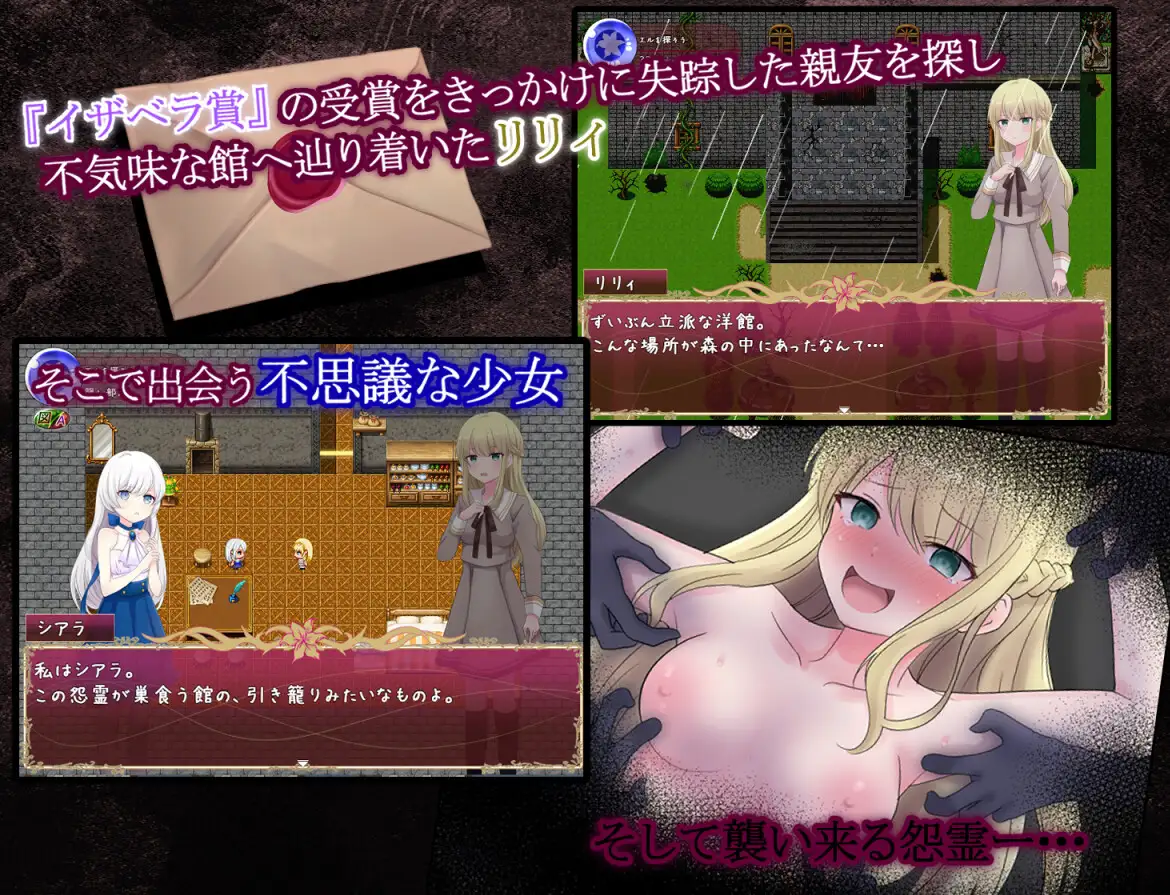 『イザベラ賞』の受賞をきっかけに失踪した親友を探し
不気味な館へ辿り着いたリリィ
エルを探そう
リリィ
ずいぶん立派な洋館。
こんな場所が森の中にあったなんて…
そこで出会う不思議な少女
シアラ
私はシアラ。
この怨霊が巣食う館の、引き籠りみたいなものよ。
そして襲い来る怨霊―…